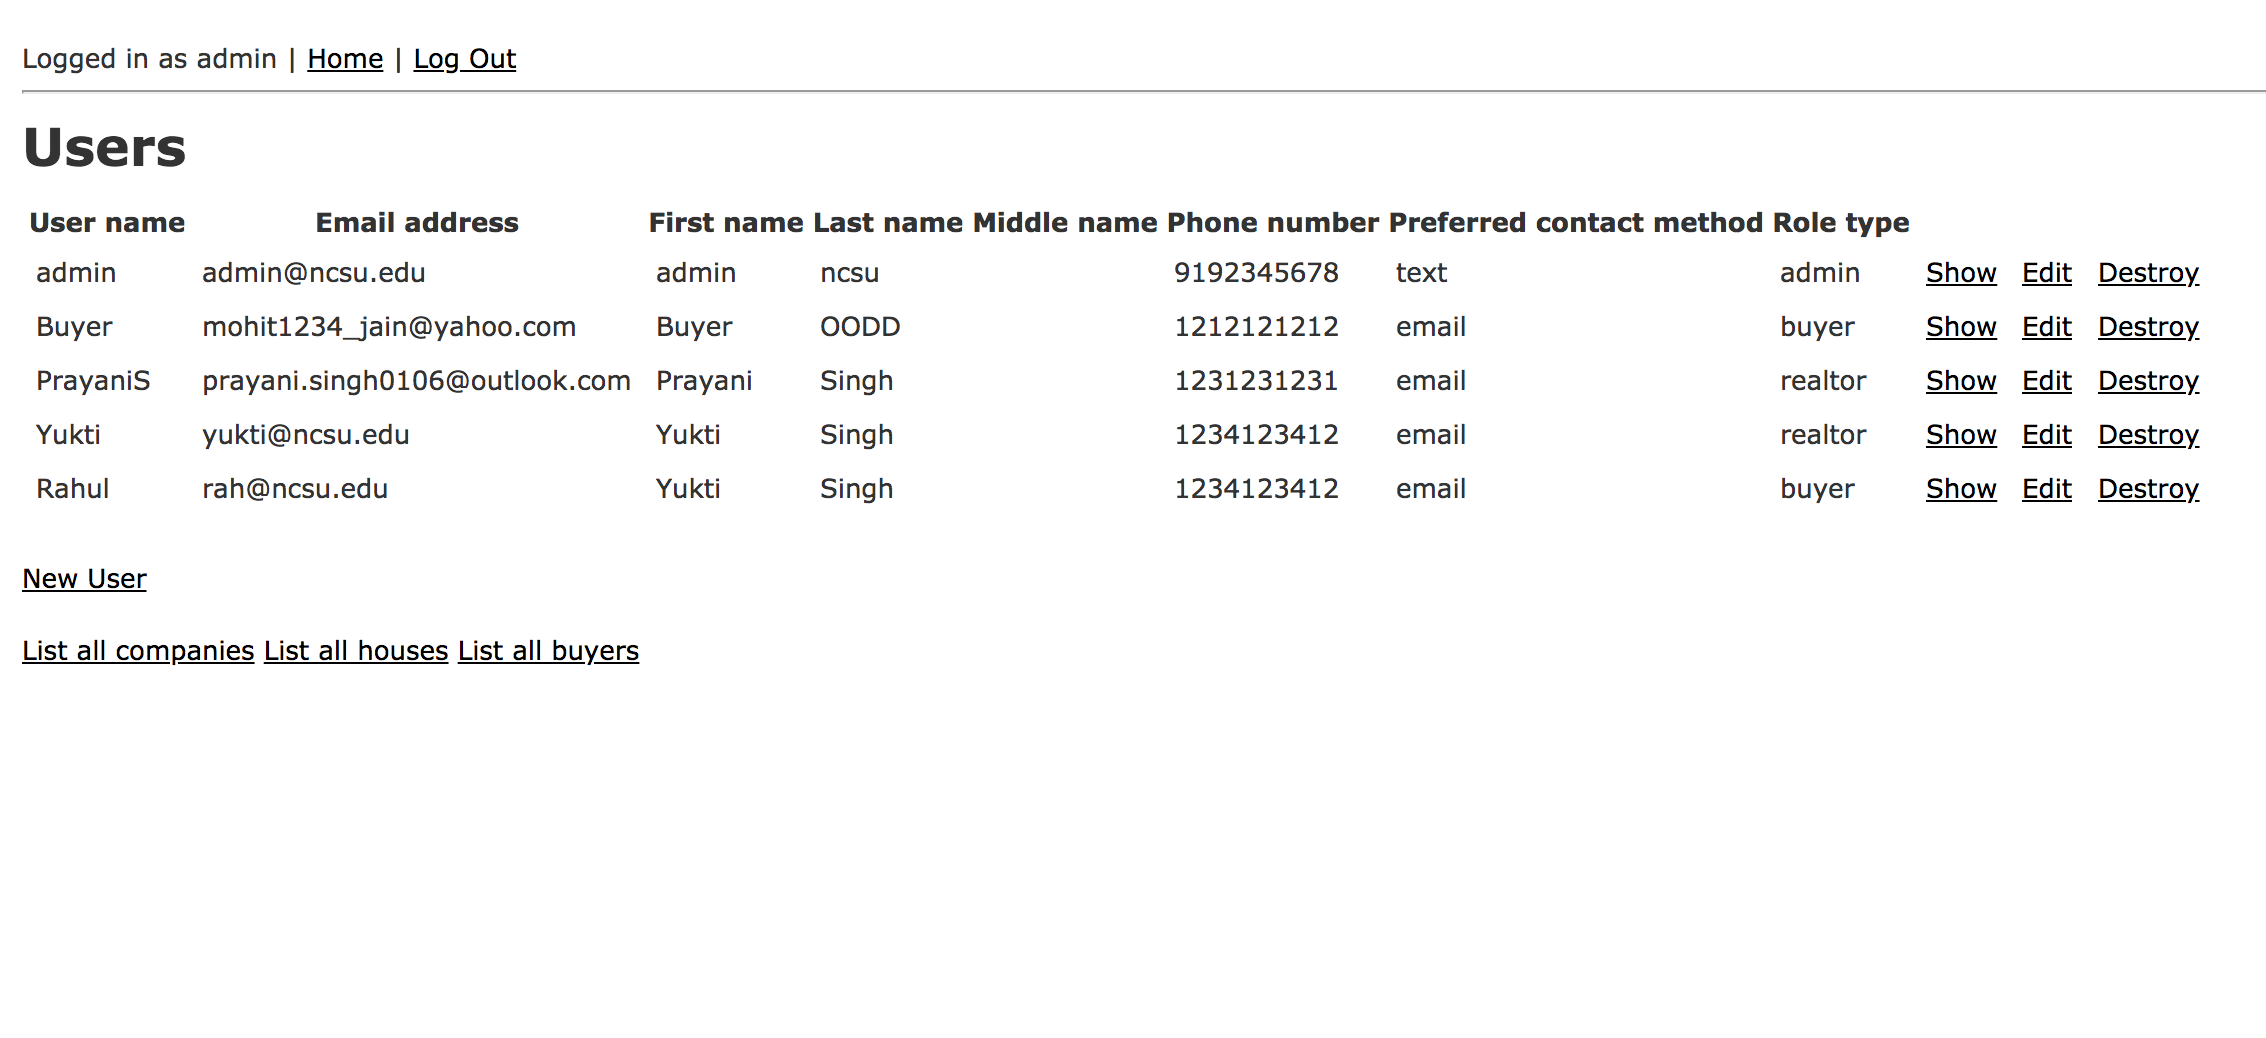 Logged in as admin | Home | Log Out
Users
User name Email address First name Last name Middle name Phone number Preferred contact method Role type
admin admin@ncsu.edu admin ncsu 9192345678 text admin Show Edit Destroy
Buyer mohit1234_jain@yahoo.com Buyer OODD 1212121212 email buyer Show Edit Destroy
PrayaniS prayani.singh0106@outlook.com Prayani Singh 1231231231 email realtor Show Edit Destroy
Yukti yukti@ncsu.edu Yukti Singh 1234123412 email realtor Show Edit Destroy
Rahul rah@ncsu.edu Yukti Singh 1234123412 email buyer Show Edit Destroy
New User
List all companies List all houses List all buyers